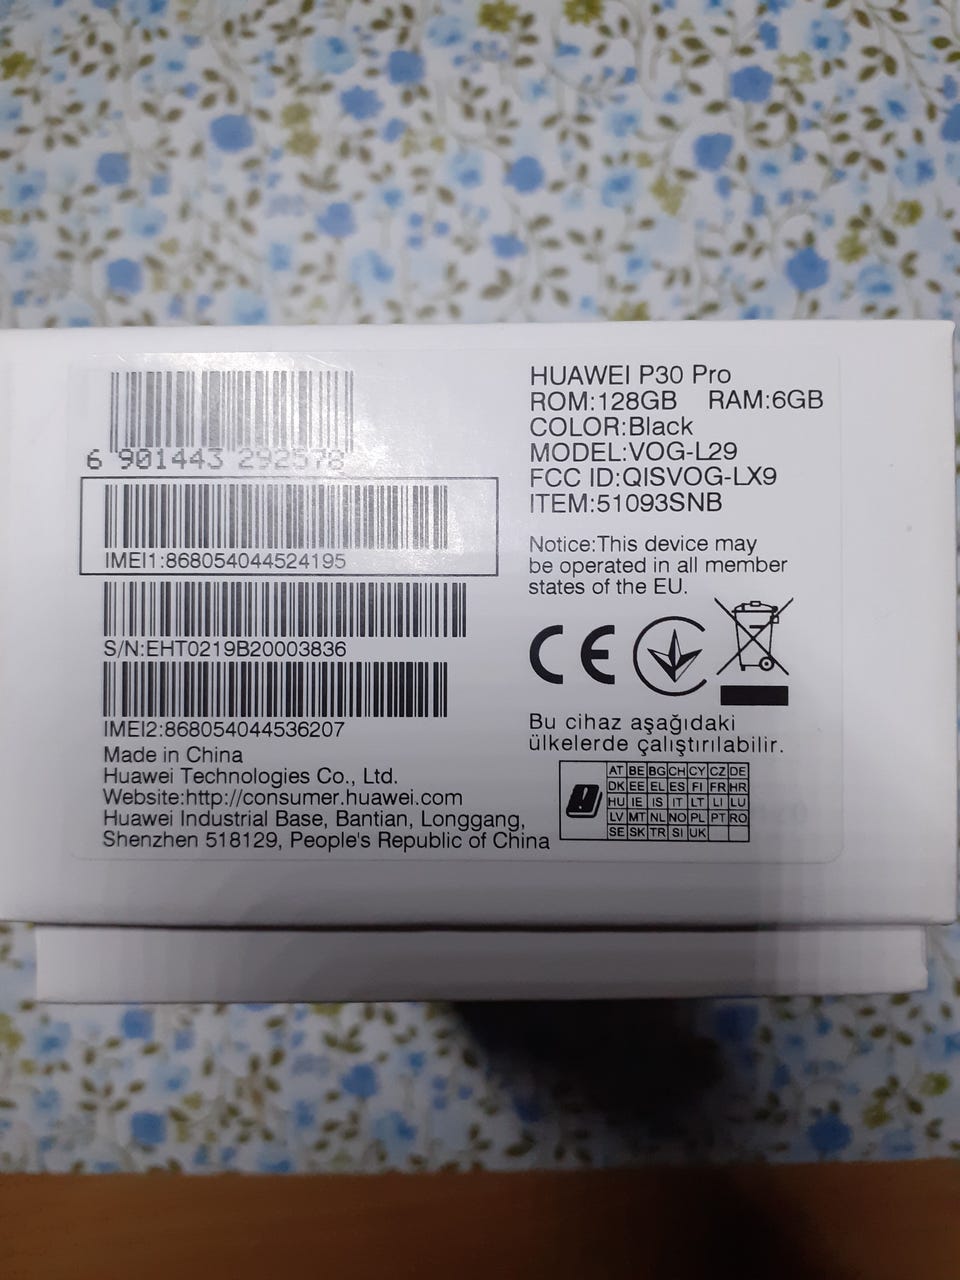 6 901443 292578
IMEI1:868054044524195
S/N:EHT0219B20003836
IMEI2:868054044536207
Made in China
Huawei Technologies Co., Ltd.
Website:http://consumer.huawei.com
Huawei Industrial Base, Bantian, Longgang,
Shenzhen 518129, People's Republic of China
HUAWEI P30 Pro
ROM:128GB RAM:6GB
COLOR:Black
MODEL:VOG-L29
FCC ID:QISVOG-LX9
ITEM:51093SNB
Notice:This device may
be operated in all member
states of the EU.
CE
Bu cihaz aşağıdaki
ülkelerde çalıştırılabilir.
AT BE BG CH CY CZ DE
DK EE EL ES FI FR HR
HU IE IS IT LT LI LU
LV MT NL NO PL PT RO
SE SK TR SI UK